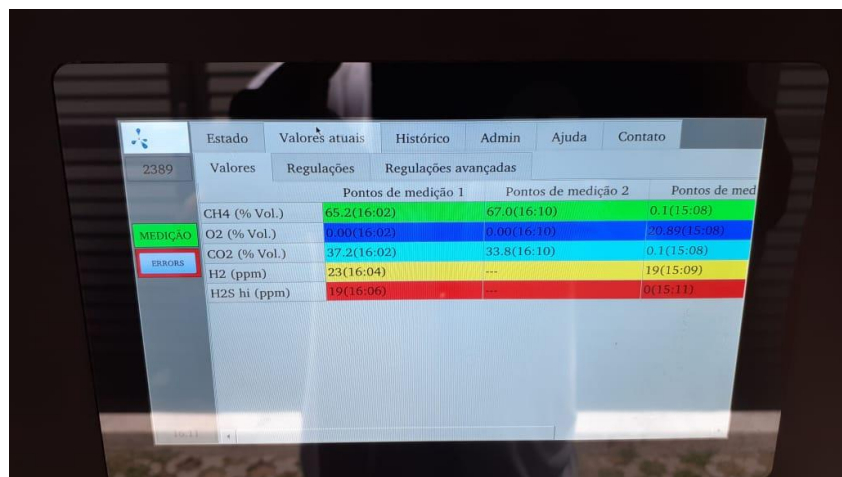 Estado Valores atuais Histórico Admin Ajuda Contato
2389 Valores Regulações Regulações avançadas
Pontos de medição 1 Pontos de medição 2 Pontos de med
CH4 (% Vol.) 65.2(16:02) 67.0(16:10) 0.1(15:08)
MEDIÇÃO O2 (% Vol.) 0.00(16:02) 0.00(16:10) 20.89(15:08)
ERRORS CO2 (% Vol.) 37.2(16:02) 33.8(16:10) 0.1(15:08)
H2 (ppm) 23(16:04) --- 19(15:09)
H2S hi (ppm) 19(16:06) --- 0(15:11)
16:11